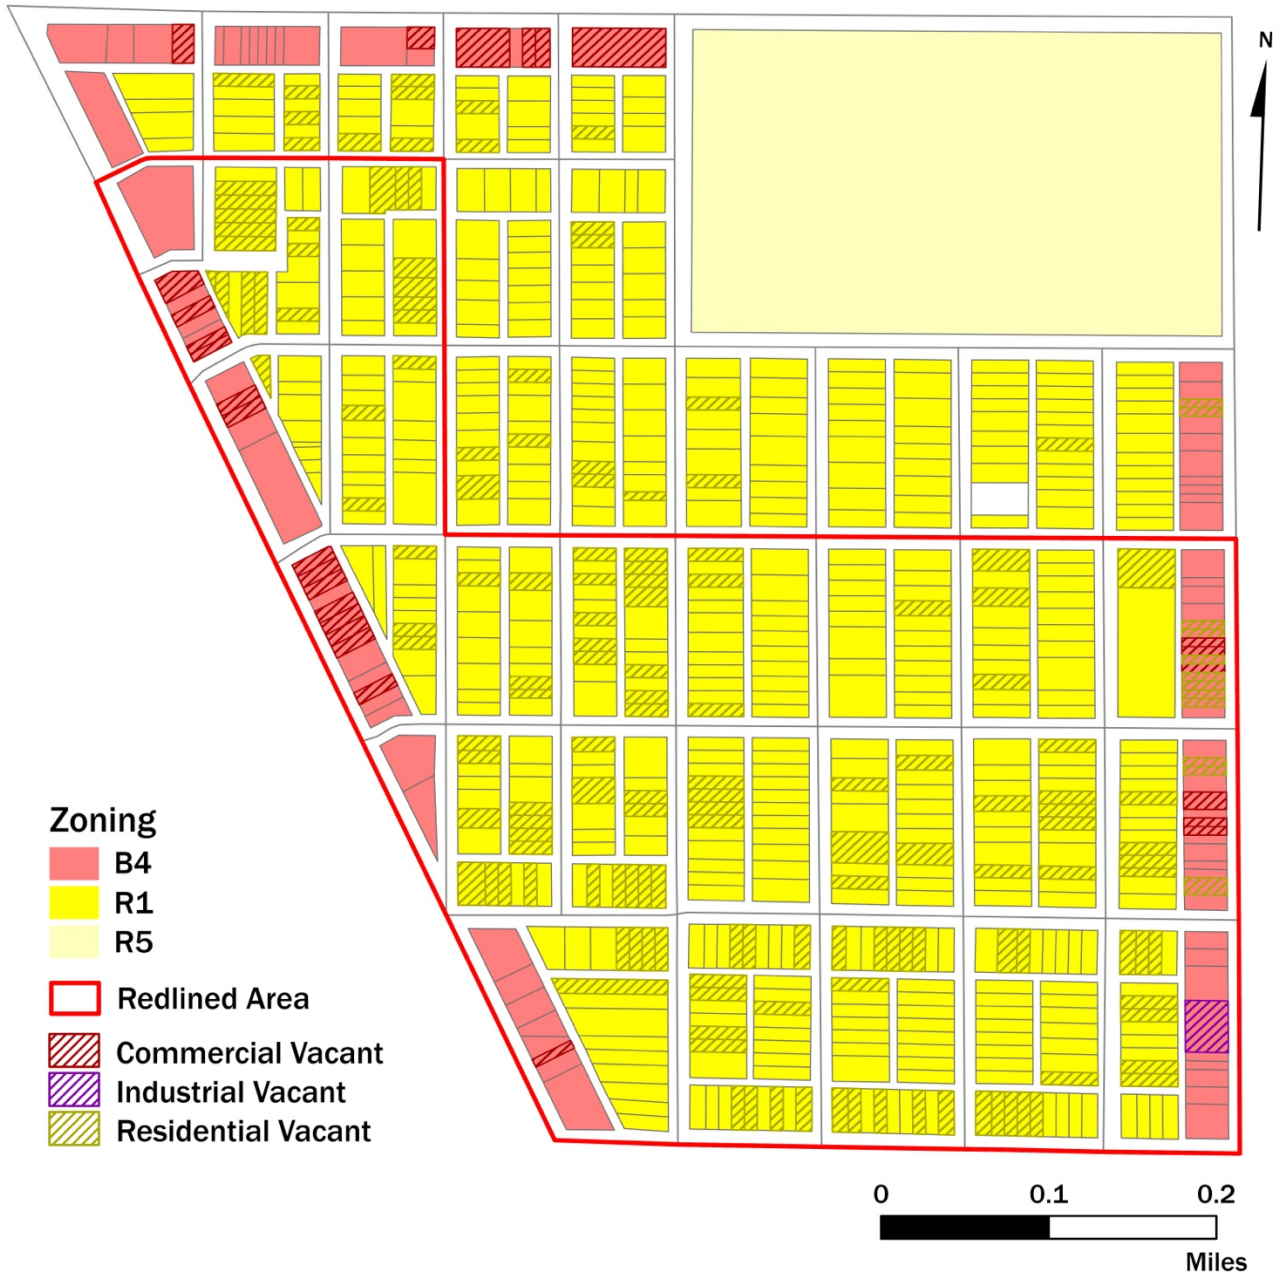 N
Zoning
B4
R1
R5
Redlined Area
Commercial Vacant
Industrial Vacant
Residential Vacant
0 0.1 0.2
Miles